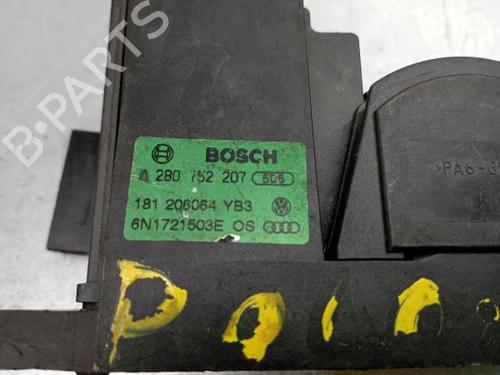 B-PARTS
BOSCH
0 280 752 207 506
181 206064 YB3
6N1721503E OS
>PA6-G